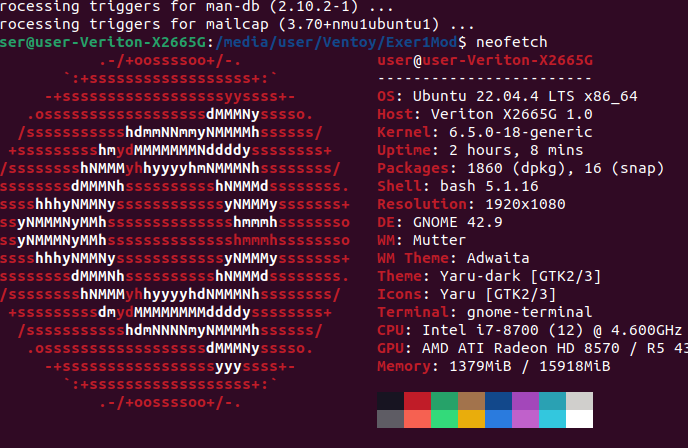 rocessing triggers for man-db (2.10.2-1) ...
rocessing triggers for mailcap (3.70+nmu1ubuntu1) ...
ser@user-Veriton-X2665G:/media/user/Ventoy/Exer1Mod$ neofetch
.-/+oossssoo+/-. user@user-Veriton-X2665G
`:+ssssssssssssssssss+:` -------------------------
-+ssssssssssssssssssyyssss+- OS: Ubuntu 22.04.4 LTS x86_64
.ossssssssssssssssssdMMMNysssso. Host: Veriton X2665G 1.0
/ssssssssssshdmmNNmmyNMMMMhssssss/ Kernel: 6.5.0-18-generic
+ssssssssshmydMMMMMMMNddddyssssssss+ Uptime: 2 hours, 8 mins
/sssssssshNMMMyhhyyyyhmNMMMNhssssssss/ Packages: 1860 (dpkg), 16 (snap)
ssssssssdMMMNhsssssssssshNMMMdssssssss. Shell: bash 5.1.16
sssshhhyNMMNyssssssssssssyNMMMysssssss+ Resolution: 1920x1080
ssyNMMMNyMMhsssssssssssssshmmmhssssssso DE: GNOME 42.9
ssyNMMMNyMMhsssssssssssssshmmmhssssssso WM: Mutter
sssshhhyNMMNyssssssssssssyNMMMysssssss+ WM Theme: Adwaita
ssssssssdMMMNhsssssssssshNMMMdssssssss. Theme: Yaru-dark [GTK2/3]
/sssssssshNMMMyhhyyyyhdNMMMNhssssssss/ Icons: Yaru [GTK2/3]
+sssssssssdmydMMMMMMMMddddyssssssss+ Terminal: gnome-terminal
/ssssssssssshdmNNNNmyNMMMMhssssss/ CPU: Intel i7-8700 (12) @ 4.600GHz
.ossssssssssssssssssdMMMNysssso. GPU: AMD ATI Radeon HD 8570 / R5 43
-+sssssssssssssssssyyyssss+- Memory: 1379MiB / 15918MiB
`:+ssssssssssssssssss+:`
.-/+oossssoo+/-.